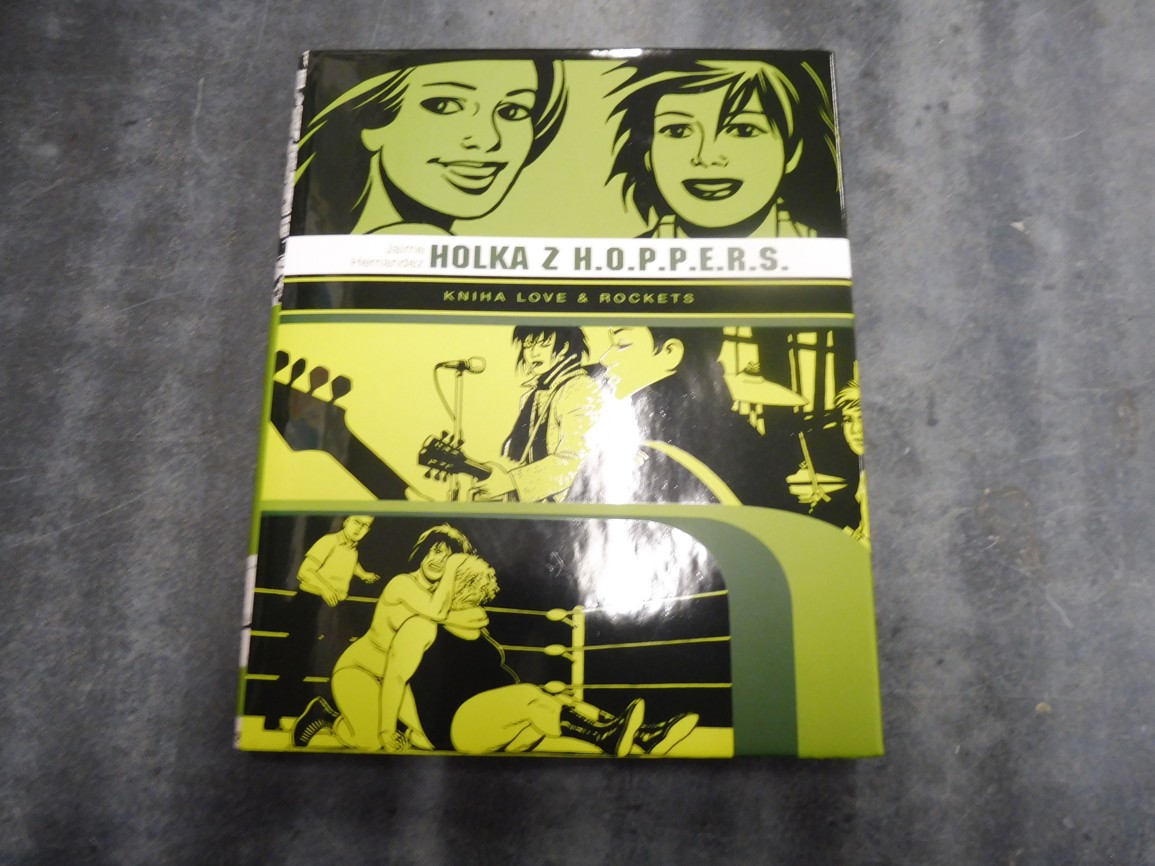 Jaime
Hernandez
HOLKA Z H.O.P.P.E.R.S.
KNIHA LOVE & ROCKETS